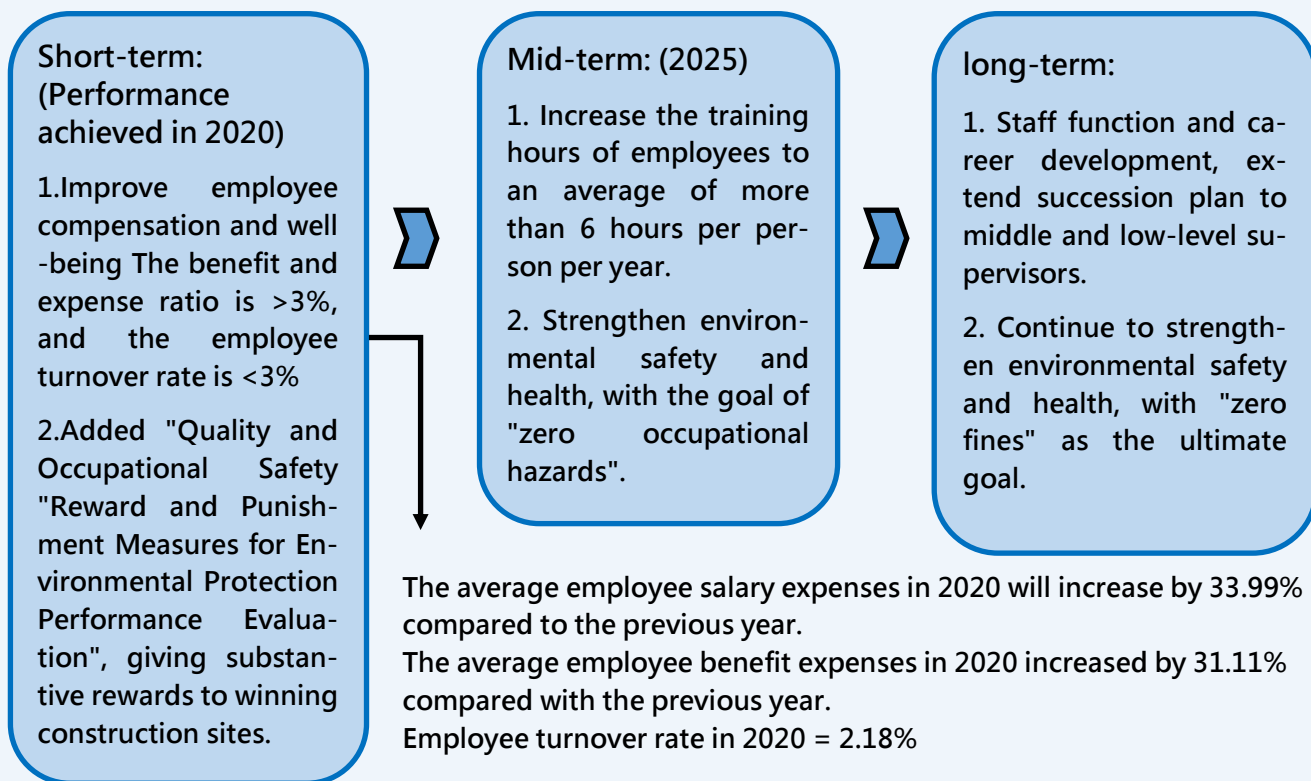 Short-term:
(Performance
achieved in 2020)
1.Improve employee
compensation and well
-being The benefit and
expense ratio is >3%,
and the employee
turnover rate is <3%
2.Added "Quality and
Occupational Safety
"Reward and Punish-
ment Measures for En-
vironmental Protection
Performance Evalua-
tion", giving substan-
tive rewards to winning
construction sites.
Mid-term: (2025)
1. Increase the training
hours of employees to
an average of more
than 6 hours per per-
son per year.
2. Strengthen environ-
mental safety and
health, with the goal of
"zero occupational
hazards".
long-term:
1. Staff function and ca-
reer development, ex-
tend succession plan to
middle and low-level su-
pervisors.
2. Continue to strength-
en environmental safety
and health, with "zero
fines" as the ultimate
goal.
The average employee salary expenses in 2020 will increase by 33.99%
compared to the previous year.
The average employee benefit expenses in 2020 increased by 31.11%
compared with the previous year.
Employee turnover rate in 2020 = 2.18%